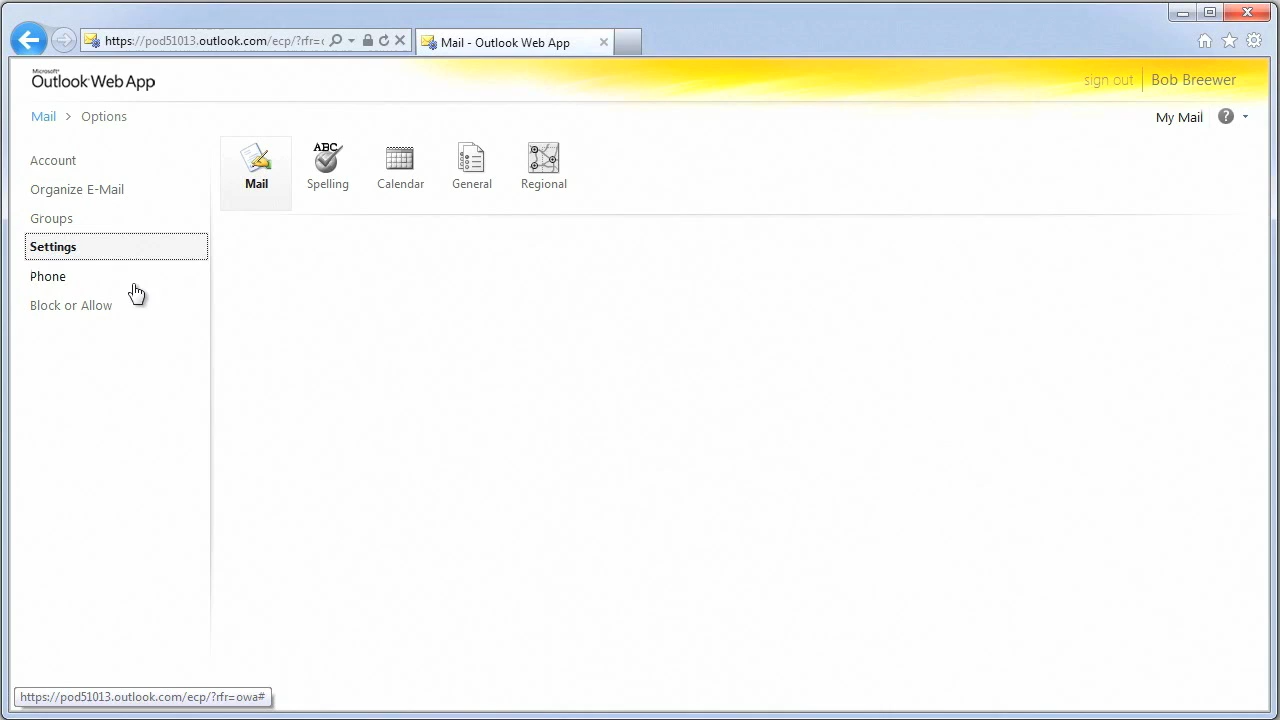 https://pod51013.outlook.com/ecp/?rfr=
Mail - Outlook Web App
Microsoft
Outlook Web App
sign out
Bob Breewer
Mail > Options
My Mail
Account
Organize E-Mail
Groups
Settings
Phone
Block or Allow
ABC
Mail
Spelling
Calendar
General
Regional
https://pod51013.outlook.com/ecp/?rfr=owa#